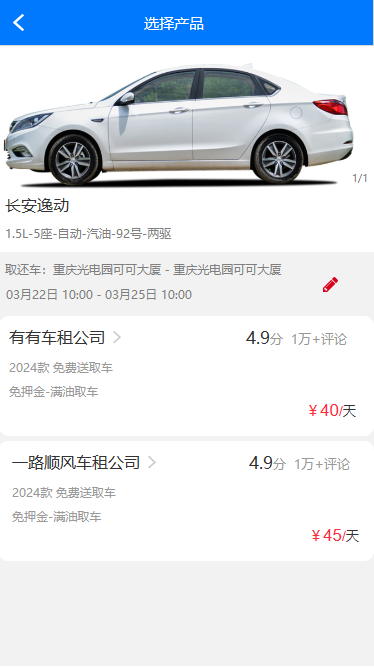 选择产品
1/1
长安逸动
1.5L-5座-自动-汽油-92号-两驱
取还车：重庆光电园可可大厦 - 重庆光电园可可大厦
03月22日 10:00 - 03月25日 10:00
有有车租公司 4.9分 1万+评论
2024款 免费送取车
免押金-满油取车
￥40/天
一路顺风车租公司 4.9分 1万+评论
2024款 免费送取车
免押金-满油取车
￥45/天